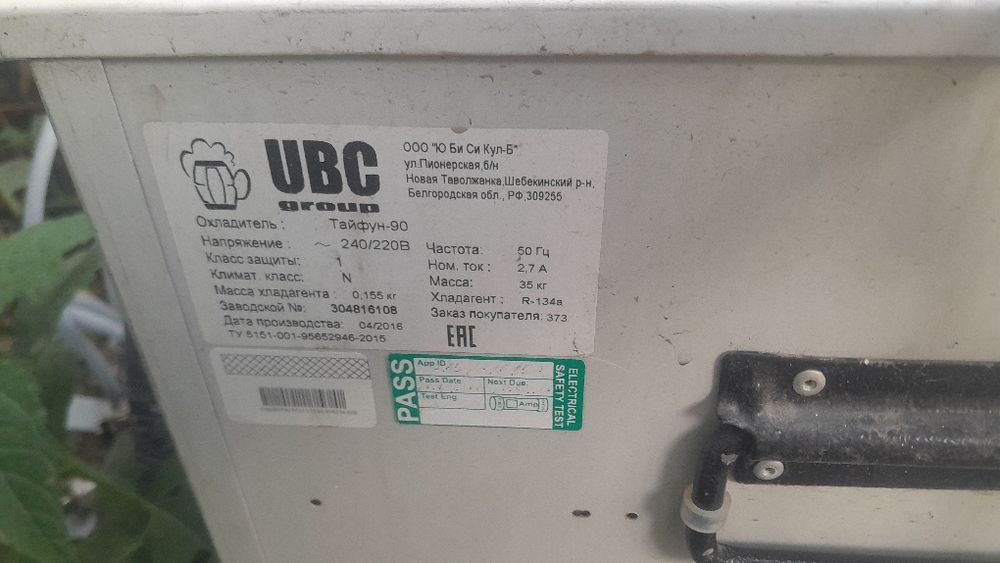 UBC
group
ООО "Ю Би Си Кул-Б"
ул.Пионерская,б/н
Новая Таволжанка,Шебекинский р-н,
Белгородская обл., РФ,309255
Охладитель : Тайфун-90
Напряжение : ~ 240/220В
Класс защиты: 1
Климат. класс: N
Масса хладагента : 0,155 кг
Заводской №: 304816108
Дата производства: 04/2016
ТУ 5151-001-95652946-2015
Частота: 50 Гц
Ном. ток : 2,7 А
Масса: 35 кг
Хладагент : R-134a
Заказ покупателя: 373
EAC
PASS
App ID
Pass Date Next Due
Test Eng Amp
ELECTRICAL
SAFETY TEST